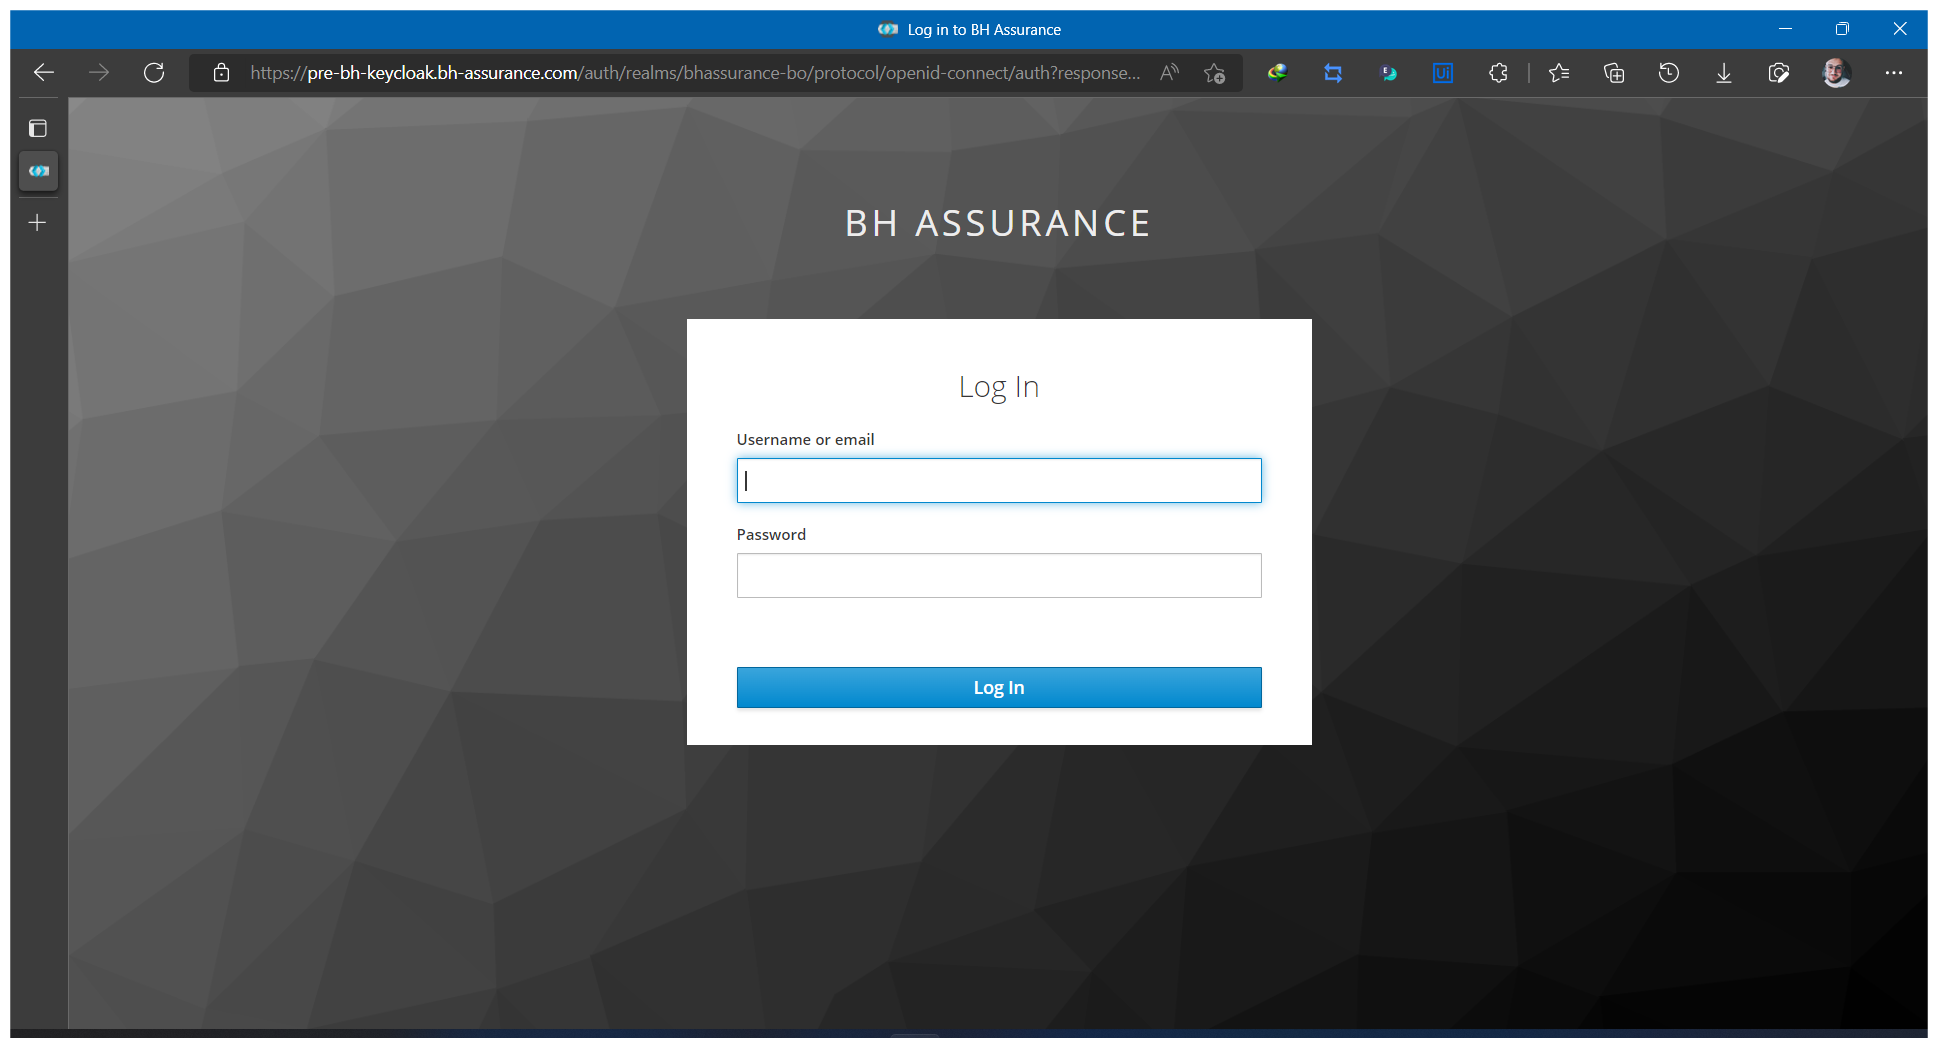 Log in to BH Assurance
https://pre-bh-keycloak.bh-assurance.com/auth/realms/bhassurance-bo/protocol/openid-connect/auth?response...
BH ASSURANCE
Log In
Username or email
Password
Log In